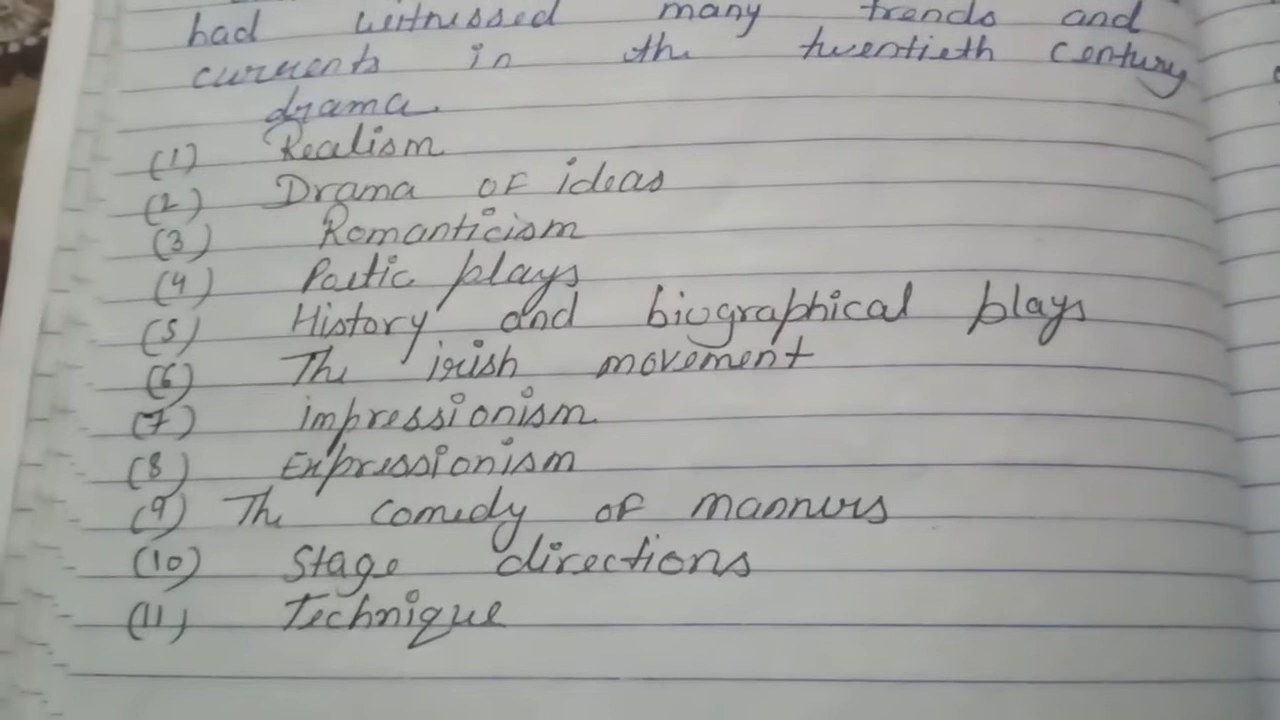 had witnessed many trends and
currents in the twentieth century
drama.
(1) Realism
(2) Drama of ideas
(3) Romanticism
(4) Poetic plays
(5) History and biographical plays
(6) The irish movement
(7) impressionism
(8) Expressionism
(9) The comedy of manners
(10) Stage directions
(11) Technique